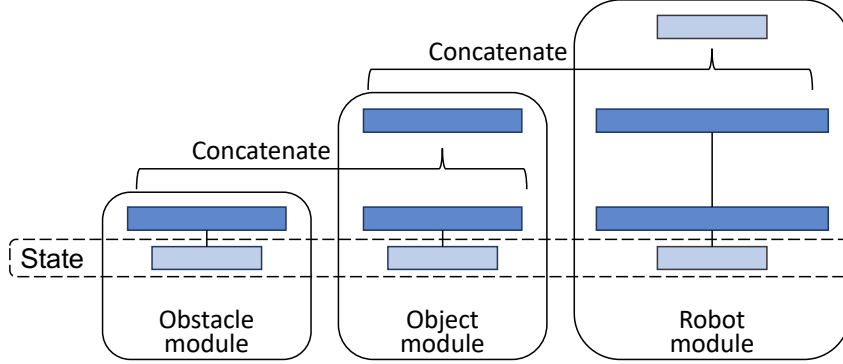 Concatenate
Concatenate
State
Obstacle
module
Object
module
Robot
module